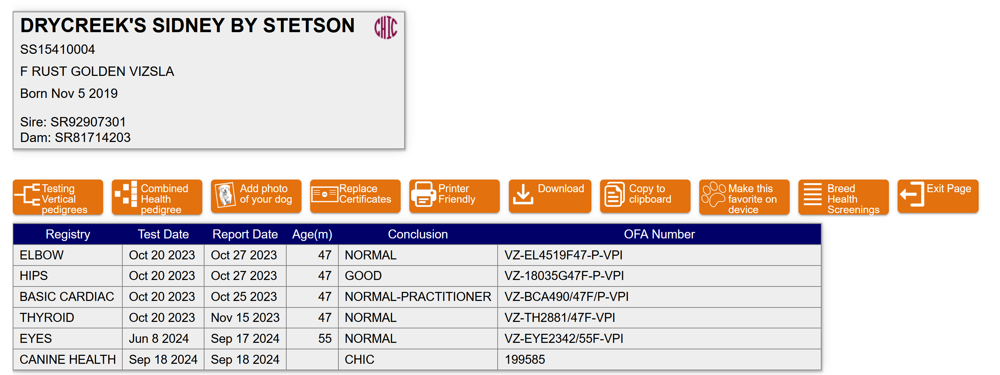 DRYCREEK'S SIDNEY BY STETSON CHIC
SS15410004
F RUST GOLDEN VIZSLA
Born Nov 5 2019
Sire: SR92907301
Dam: SR81714203
Testing
Vertical
pedigrees
Combined
Health
pedigree
Add photo
of your dog
OFA
Replace
Certificates
Printer
Friendly
Download
Copy to
clipboard
Make this
favorite on
device
Breed
Health
Screenings
Exit Page
Registry Test Date Report Date Age(m) Conclusion OFA Number
ELBOW Oct 20 2023 Oct 27 2023 47 NORMAL VZ-EL4519F47-P-VPI
HIPS Oct 20 2023 Oct 27 2023 47 GOOD VZ-18035G47F-P-VPI
BASIC CARDIAC Oct 20 2023 Oct 25 2023 47 NORMAL-PRACTITIONER VZ-BCA490/47F/P-VPI
THYROID Oct 20 2023 Nov 15 2023 47 NORMAL VZ-TH2881/47F-VPI
EYES Jun 8 2024 Sep 17 2024 55 NORMAL VZ-EYE2342/55F-VPI
CANINE HEALTH Sep 18 2024 Sep 18 2024 CHIC 199585